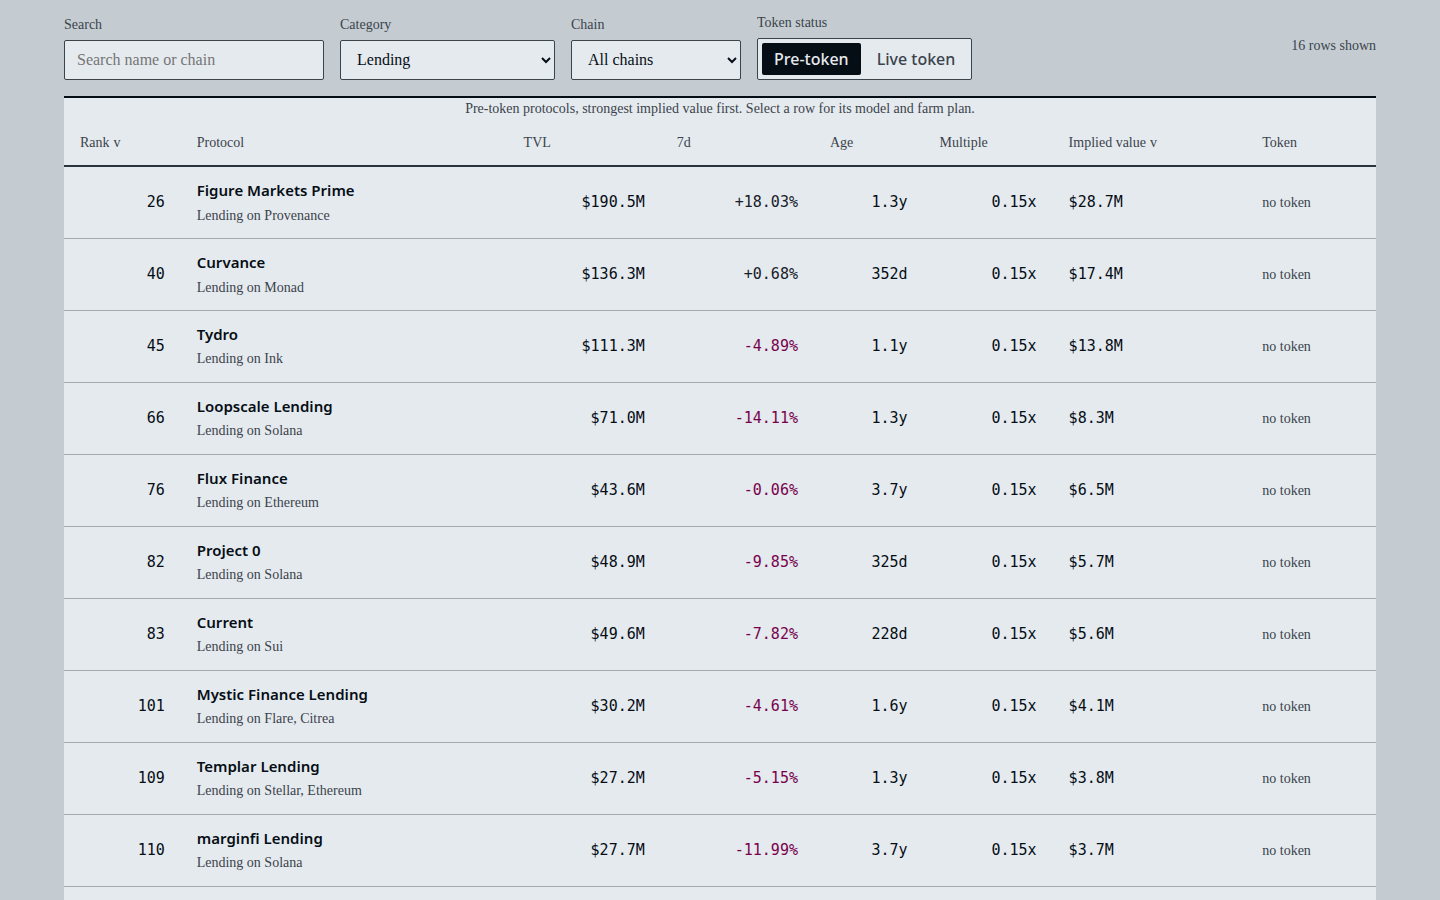 Search
Category
Chain
Token status
Search name or chain
Lending
All chains
Pre-token
Live token
16 rows shown
Pre-token protocols, strongest implied value first. Select a row for its model and farm plan.
Rank v Protocol TVL 7d Age Multiple Implied value v Token
26 Figure Markets Prime $190.5M +18.03% 1.3y 0.15x $28.7M no token
Lending on Provenance
40 Curvance $136.3M +0.68% 352d 0.15x $17.4M no token
Lending on Monad
45 Tydro $111.3M -4.89% 1.1y 0.15x $13.8M no token
Lending on Ink
66 Loopscale Lending $71.0M -14.11% 1.3y 0.15x $8.3M no token
Lending on Solana
76 Flux Finance $43.6M -0.06% 3.7y 0.15x $6.5M no token
Lending on Ethereum
82 Project 0 $48.9M -9.85% 325d 0.15x $5.7M no token
Lending on Solana
83 Current $49.6M -7.82% 228d 0.15x $5.6M no token
Lending on Sui
101 Mystic Finance Lending $30.2M -4.61% 1.6y 0.15x $4.1M no token
Lending on Flare, Citrea
109 Templar Lending $27.2M -5.15% 1.3y 0.15x $3.8M no token
Lending on Stellar, Ethereum
110 marginfi Lending $27.7M -11.99% 3.7y 0.15x $3.7M no token
Lending on Solana